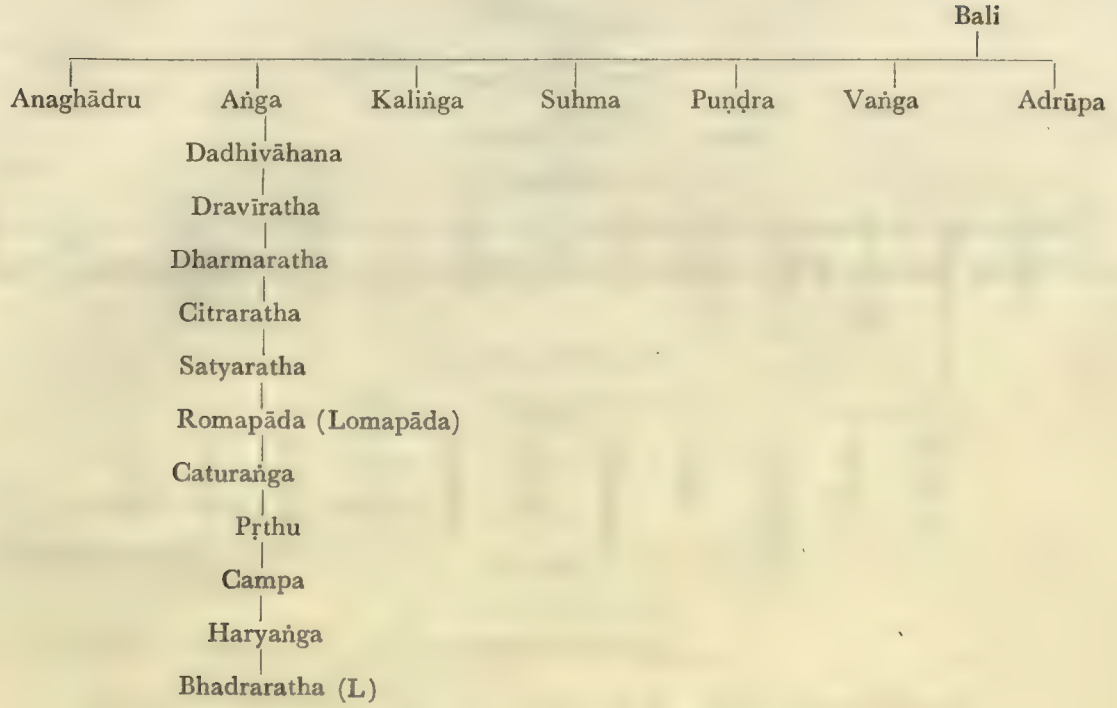 Bali
Anaghādru Aṅga Kaliṅga Suhma Puṇḍra Vaṅga Adrūpa
Dadhivāhana
Dravīratha
Dharmaratha
Citraratha
Satyaratha
Romapāda (Lomapāda)
Caturaṅga
Pṛthu
Campa
Haryaṅga
Bhadraratha (L)